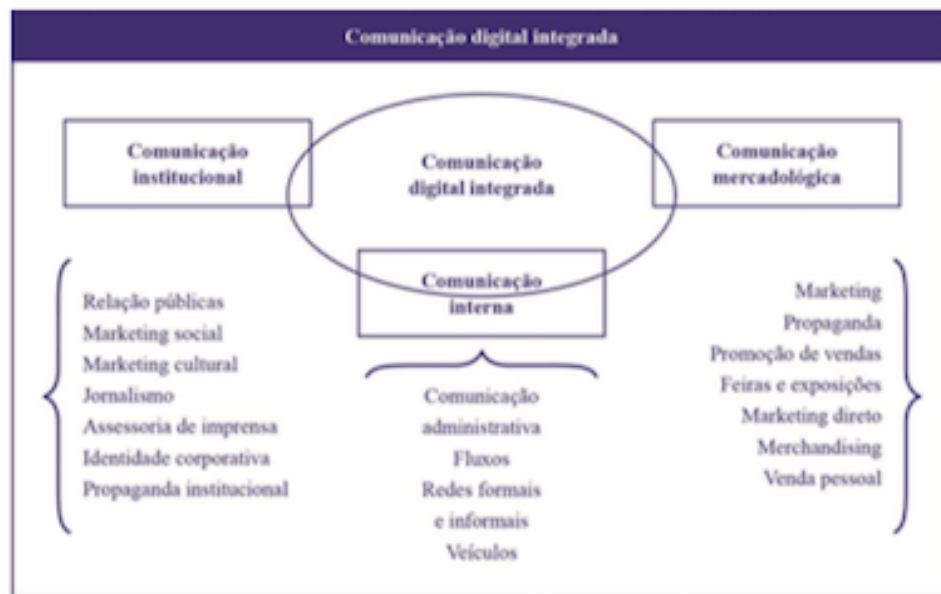 Comunicação digital integrada
Comunicação
institucional
Comunicação
digital integrada
Comunicação
mercadológica
Comunicação
interna
Relação públicas
Marketing social
Marketing cultural
Jornalismo
Assessoria de imprensa
Identidade corporativa
Propaganda institucional
Comunicação
administrativa
Fluxos
Redes formais
e informais
Veículos
Marketing
Propaganda
Promoção de vendas
Feiras e exposições
Marketing direto
Merchandising
Venda pessoal